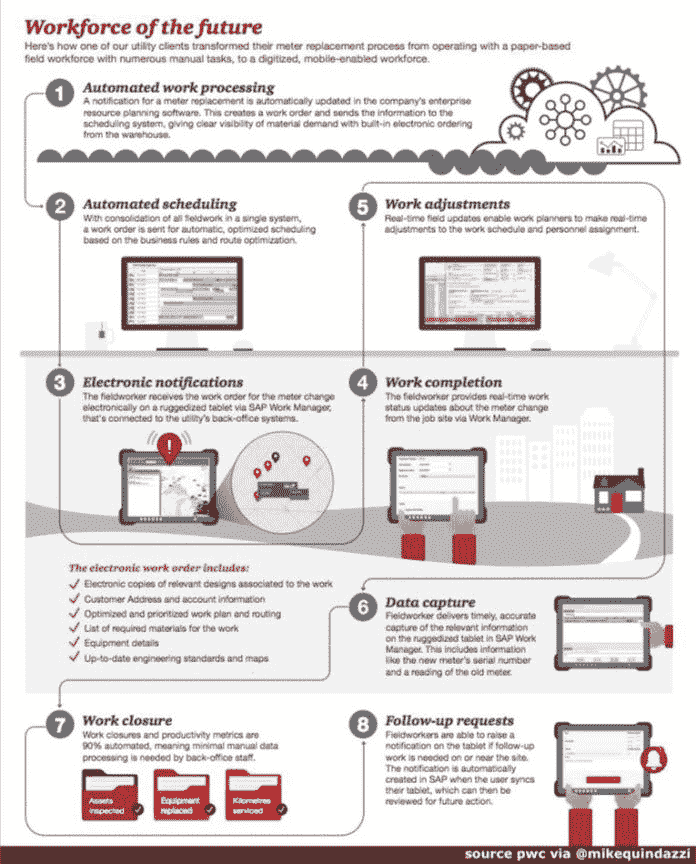 Workforce of the future
Here's how one of our utility clients transformed their meter replacement process from operating with a paper-based
field workforce with numerous manual tasks, to a digitized, mobile-enabled workforce.
1
Automated work processing
A notification for a meter replacement is automatically updated in the company's enterprise
resource planning software. This creates a work order and sends the information to the
scheduling system, giving clear visibility of material demand with built-in electronic ordering
from the warehouse.
2
Automated scheduling
With consolidation of all fieldwork in a single system,
a work order is sent for automatic, optimized scheduling
based on the business rules and route optimization.
5
Work adjustments
Real-time field updates enable work planners to make real-time
adjustments to the work schedule and personnel assignment.
3
Electronic notifications
The fieldworker receives the work order for the meter change
electronically on a ruggedized tablet via SAP Work Manager,
that's connected to the utility's back-office systems.
4
Work completion
The fieldworker provides real-time work
status updates about the meter change
from the job site via Work Manager.
The electronic work order includes:
Electronic copies of relevant designs associated to the work
Customer Address and account information
Optimized and prioritized work plan and routing
List of required materials for the work
Equipment details
Up-to-date engineering standards and maps
6
Data capture
Fieldworker delivers timely, accurate
capture of the relevant information
on the ruggedized tablet in SAP Work
Manager. This includes information
like the new meter's serial number
and a reading of the old meter.
7
Work closure
Work closures and productivity metrics are
90% automated, meaning minimal manual data
processing is needed by back-office staff.
Assets
inspected
Equipment
replaced
Kilometres
serviced
8
Follow-up requests
Fieldworkers are able to raise a
notification on the tablet if follow-up
work is needed on or near the site.
The notification is automatically
created in SAP when the user syncs
their tablet, which can then be
reviewed for future action.
source pwc via @mikequindazzi